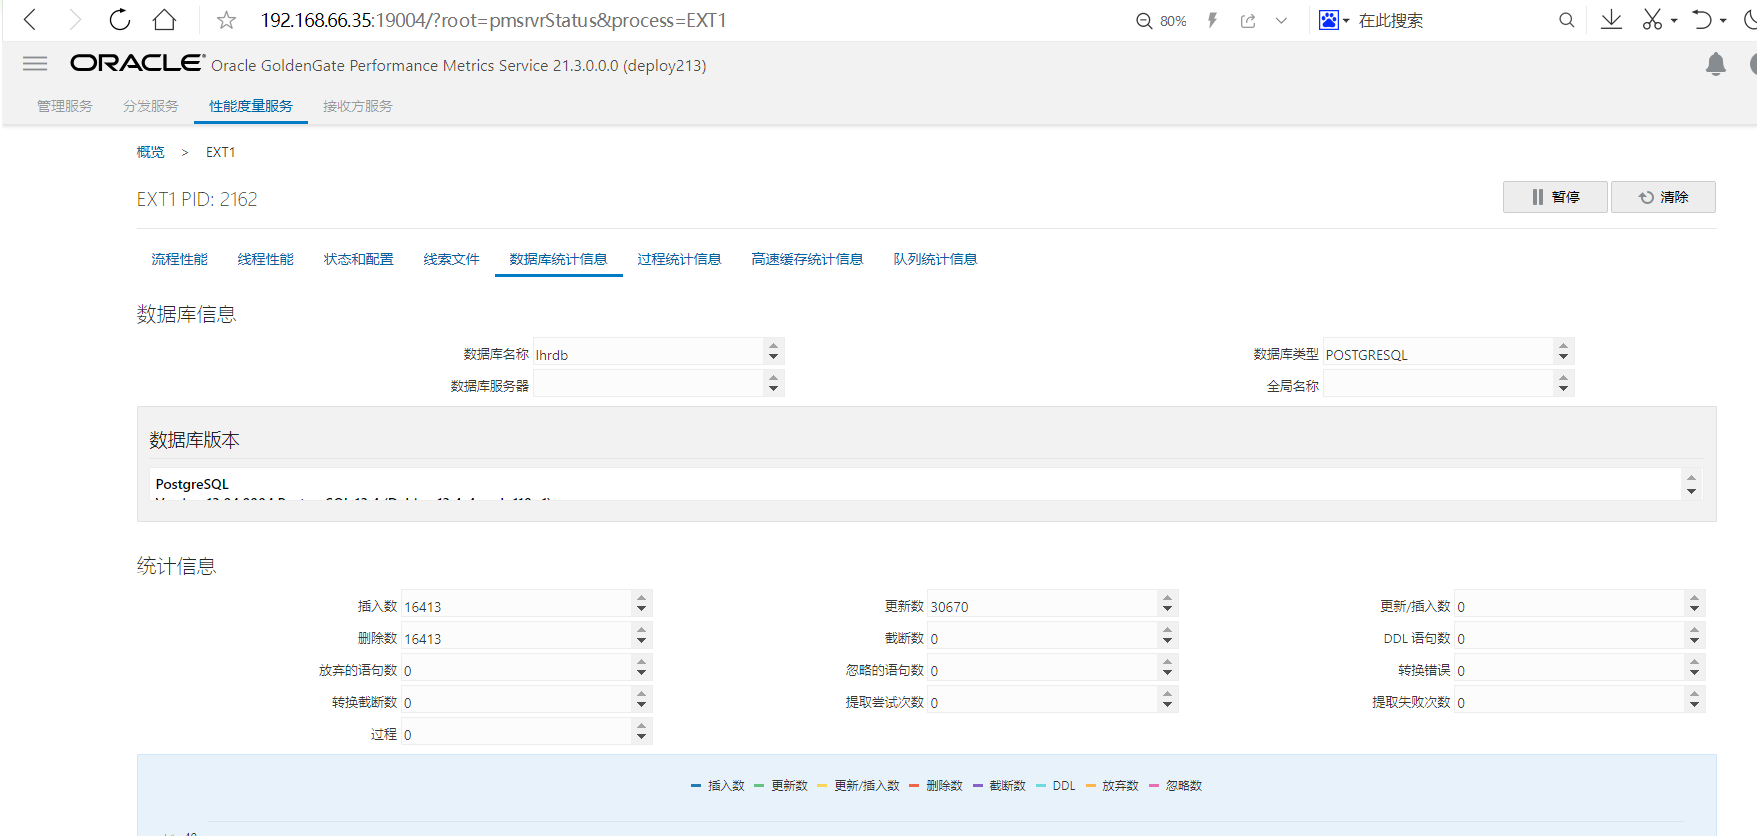 192.168.66.35:19004/?root=pmsrvrStatus&process=EXT1 80% 在此搜索
ORACLE Oracle GoldenGate Performance Metrics Service 21.3.0.0.0 (deploy213)
管理服务 分发服务 性能度量服务 接收方服务
概览 > EXT1
EXT1 PID: 2162 暂停 清除
流程性能 线程性能 状态和配置 线索文件 数据库统计信息 过程统计信息 高速缓存统计信息 队列统计信息
数据库信息
数据库名称 lhrdb 数据库类型 POSTGRESQL
数据库服务器 全局名称
数据库版本
PostgreSQL
统计信息
插入数 16413 更新数 30670 更新/插入数 0
删除数 16413 截断数 0 DDL 语句数 0
放弃的语句数 0 忽略的语句数 0 转换错误 0
转换截断数 0 提取尝试次数 0 提取失败次数 0
过程 0
插入数 更新数 更新/插入数 删除数 截断数 DDL 放弃数 忽略数